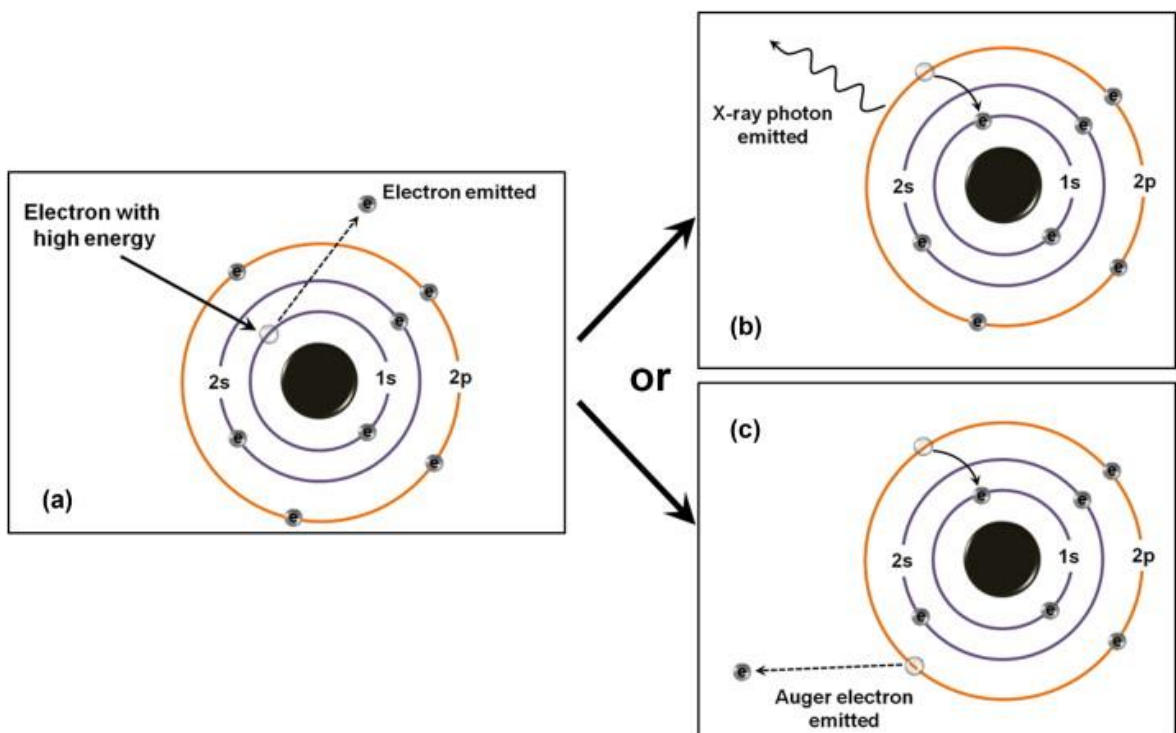 Electron with
high energy
Electron emitted
e
e
e
e
2s
1s
2p
e
e
e
e
(a)
or
X-ray photon
emitted
e
e
e
2s
1s
2p
e
e
e
e
(b)
(c)
e
e
e
2s
1s
2p
e
e
e
e
Auger electron
emitted